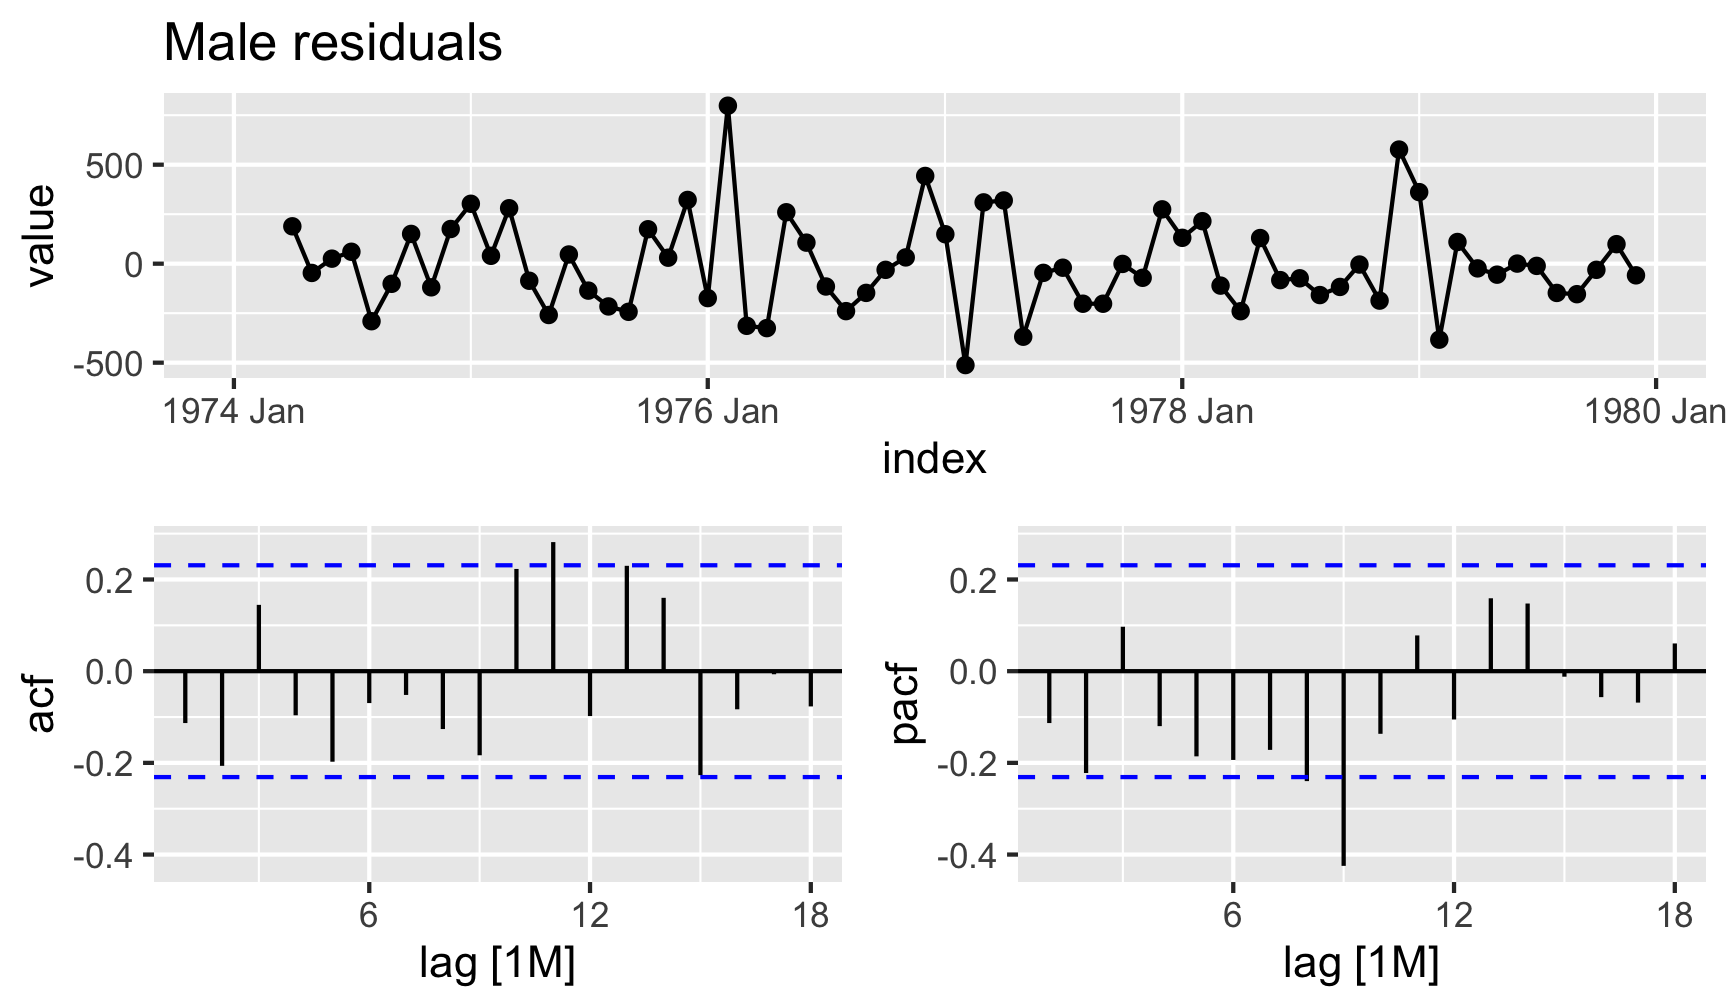 Male residuals
value
500
0
-500
1974 Jan 1976 Jan 1978 Jan 1980 Jan
index
acf
0.2
0.0
-0.2
-0.4
6 12 18
lag [1M]
pacf
0.2
0.0
-0.2
-0.4
6 12 18
lag [1M]